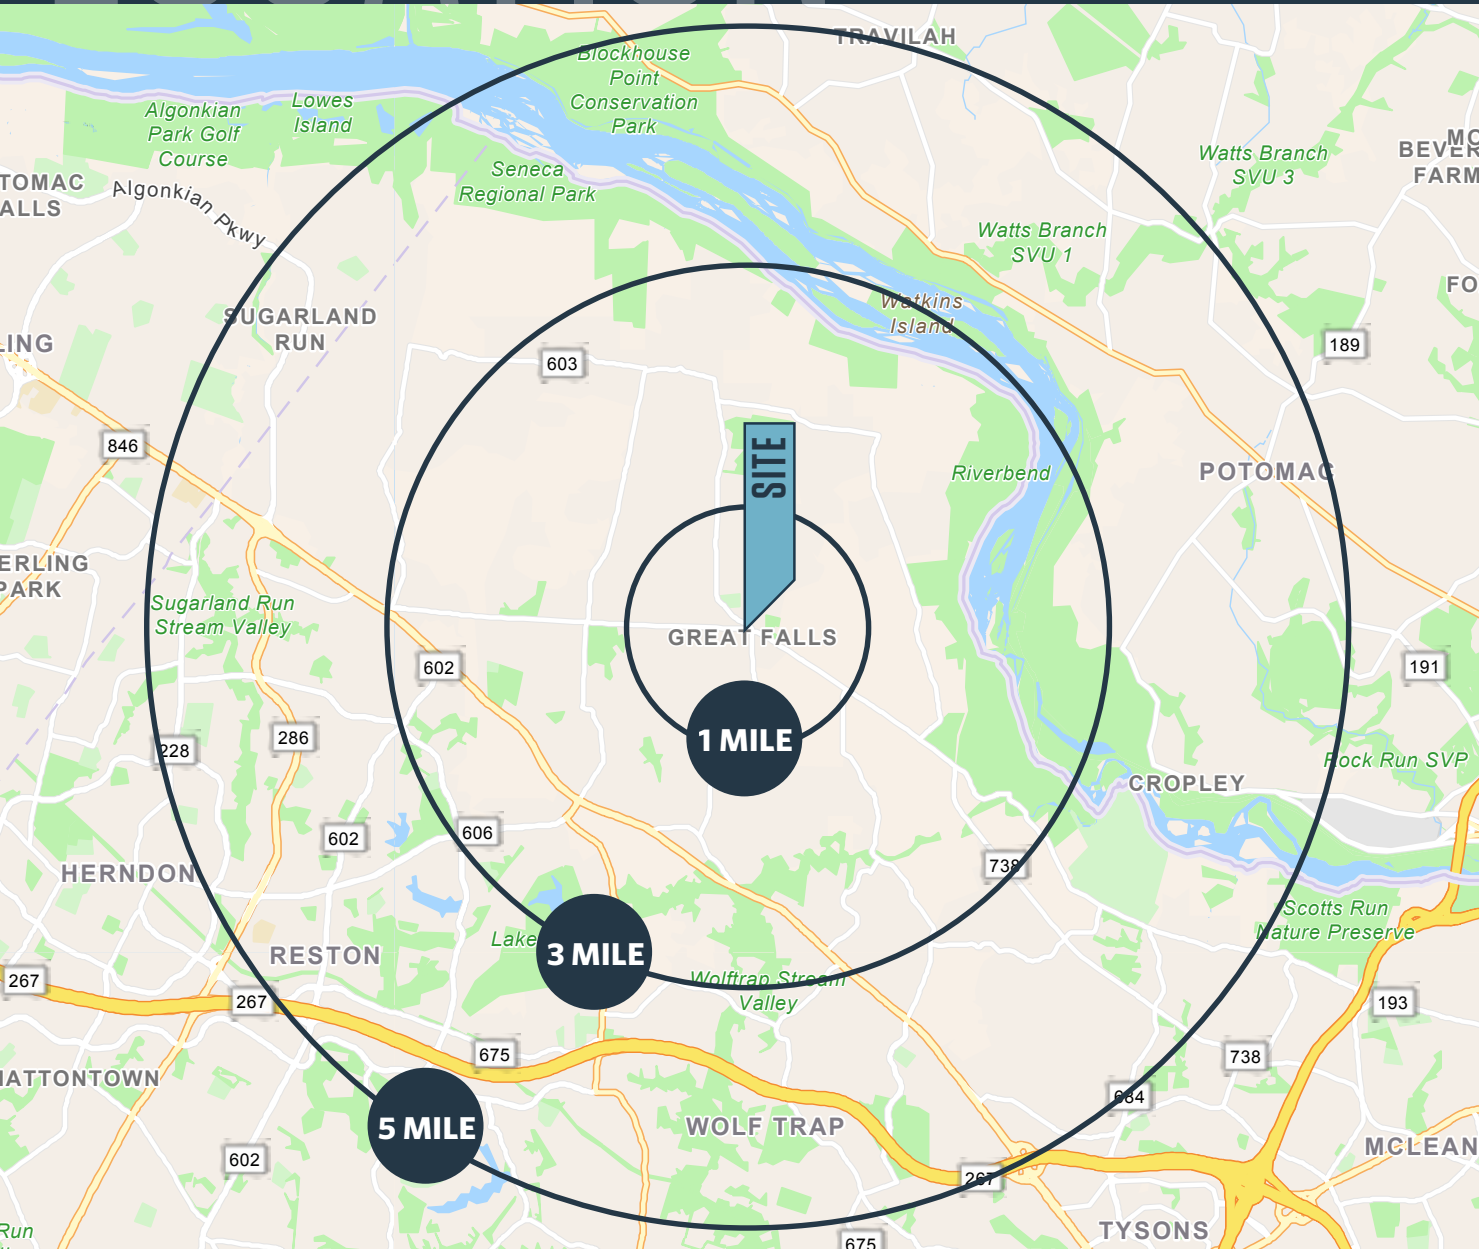 TRAVILAH
Blockhouse
Point
Conservation
Park
Algonkian
Park Golf
Course
Lowes
Island
Seneca
Regional Park
Watts Branch
SVU 3
BEVER
FARM
TOMAC
ALLS
Algonkian Pkwy
Watts Branch
SVU 1
FO
Watkins
Island
SUGARLAND
RUN
LING
189
603
846
SITE
Riverbend
POTOMAC
ERLING
PARK
Sugarland Run
Stream Valley
GREAT FALLS
602
191
286
228
1 MILE
Rock Run SVP
CROPLEY
602
606
738
HERNDON
Scotts Run
Nature Preserve
Lake
3 MILE
RESTON
267
267
Wolftrap Stream
Valley
193
675
738
HATTONTOWN
684
5 MILE
WOLF TRAP
MCLEAN
602
267
Run
TYSONS
675